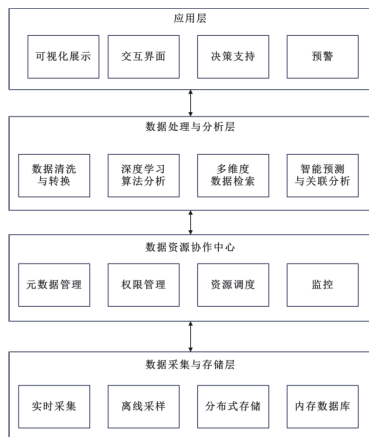 应用层
可视化展示
交互界面
决策支持
预警
数据处理与分析层
数据清洗
与转换
深度学习
算法分析
多维度
数据检索
智能预测
与关联分析
数据资源协作中心
元数据管理
权限管理
资源调度
监控
数据采集与存储层
实时采集
离线采样
分布式存储
内存数据库